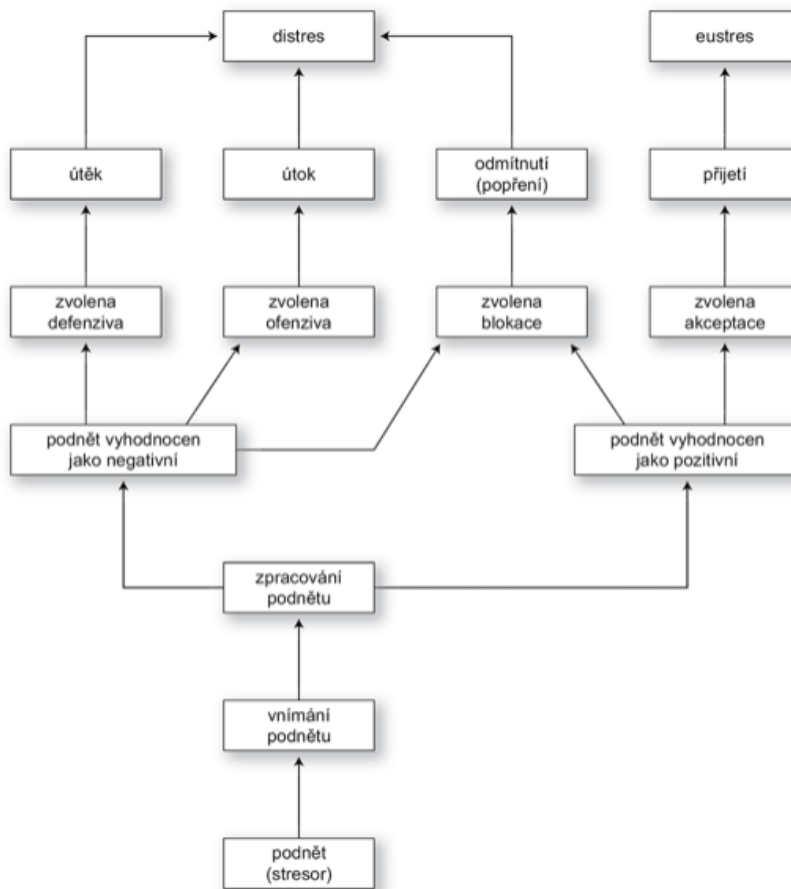 distres
eustres
útěk
útok
odmítnutí
(popření)
přijetí
zvolena
defenziva
zvolena
ofenziva
zvolena
blokace
zvolena
akceptace
podnět vyhodnocen
jako negativní
podnět vyhodnocen
jako pozitivní
zpracování
podnětu
vnímání
podnětu
podnět
(stresor)